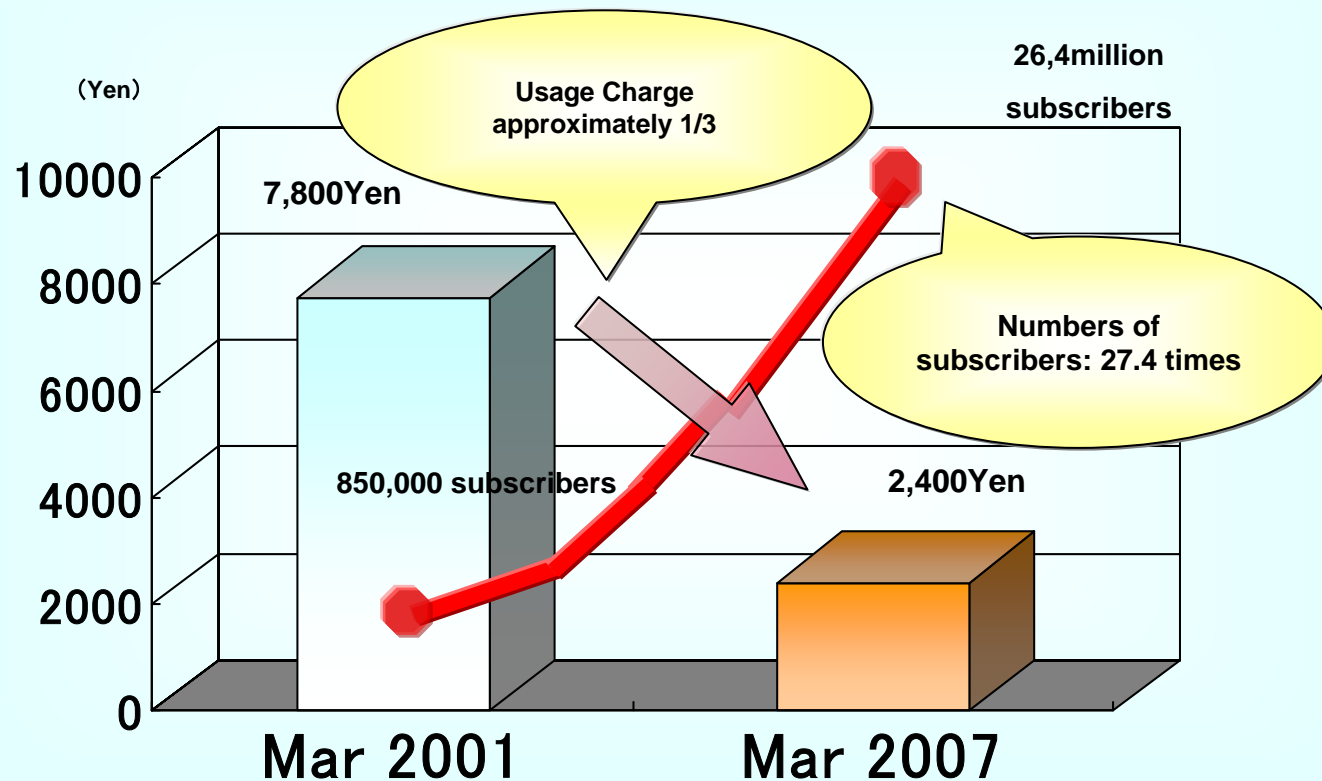 26,4million
subscribers
（Yen）
Usage Charge
approximately 1/3
10000
7,800Yen
8000
Numbers of
subscribers: 27.4 times
6000
850,000 subscribers
2,400Yen
4000
2000
0
Mar 2001
Mar 2007